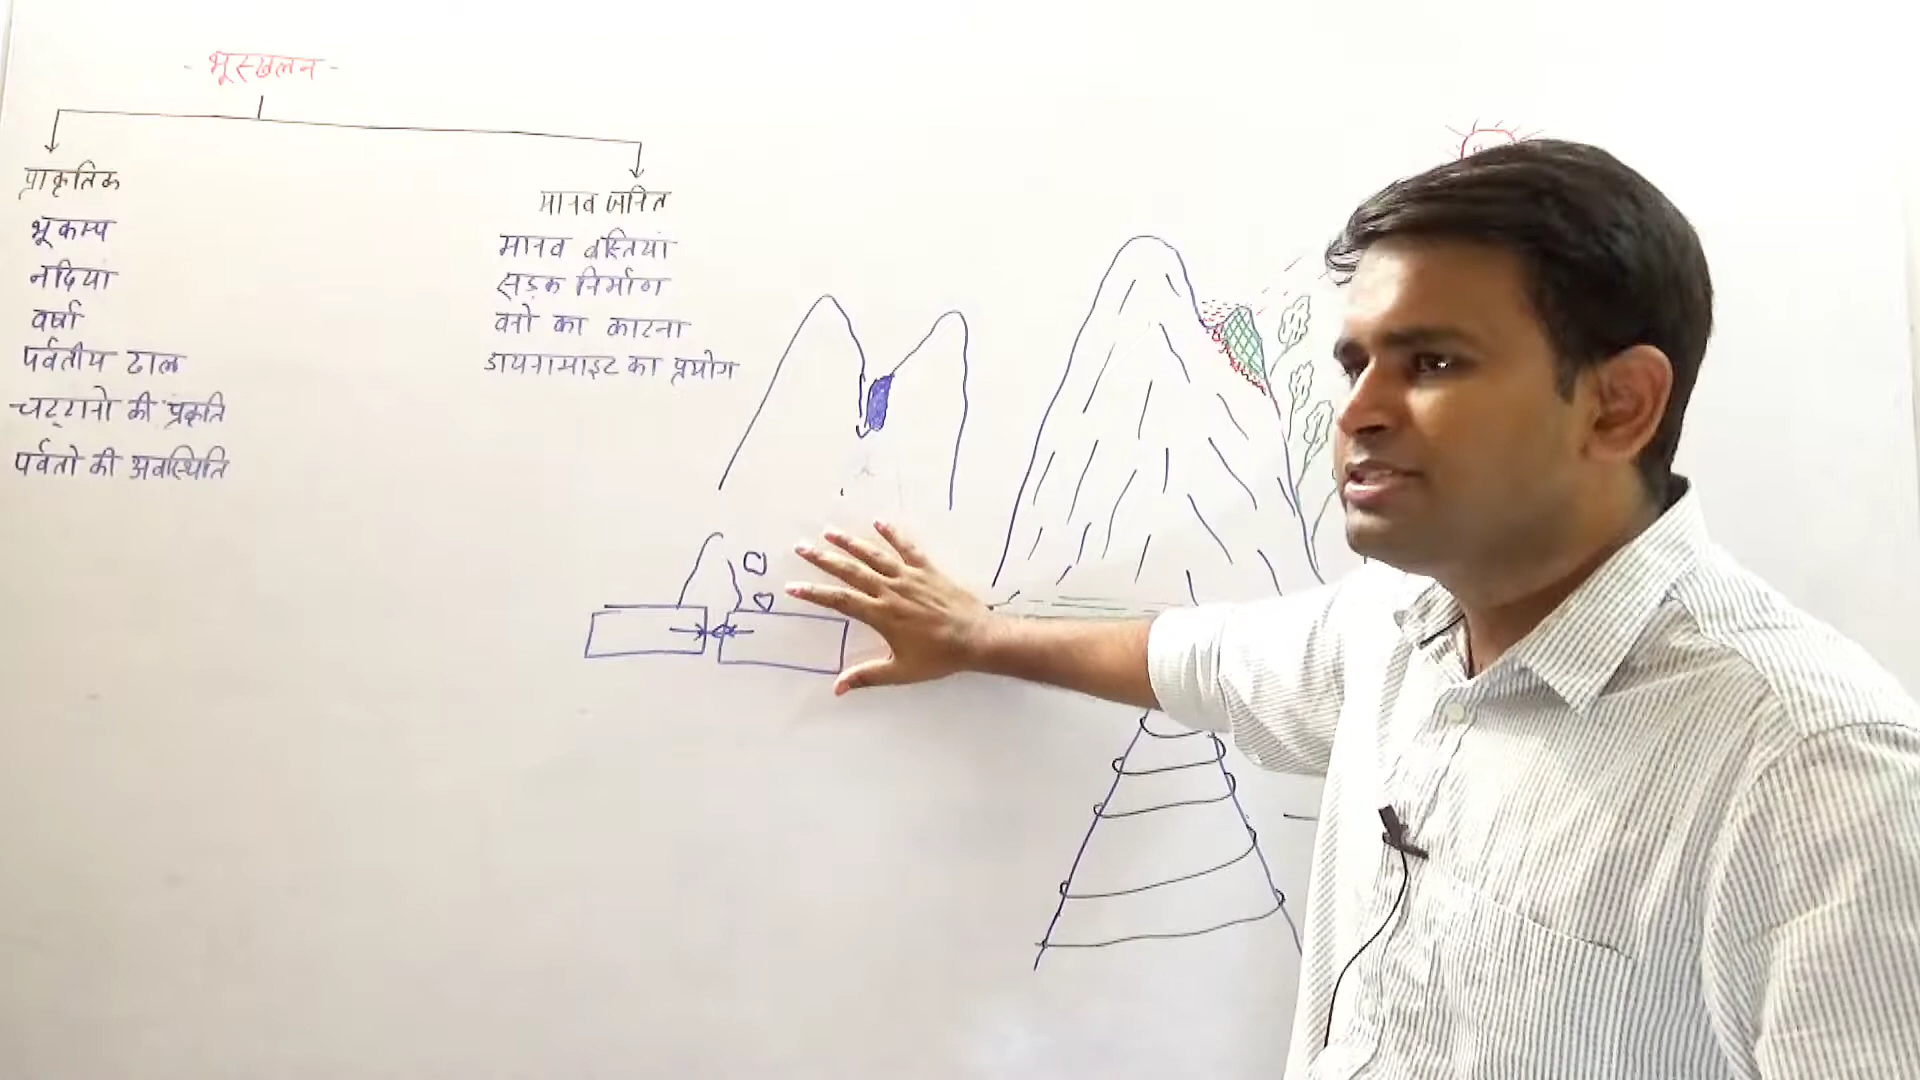 - भूस्खलन -
प्राकृतिक
भूकम्प
नदियां
वर्षा
पर्वतीय ढाल
चट्टानो की प्रकृति
पर्वतो की अवस्थिति
मानव जनित
मानव बस्तियां
सड़क निर्माण
वनो का काटना
डायनामाइट का प्रयोग